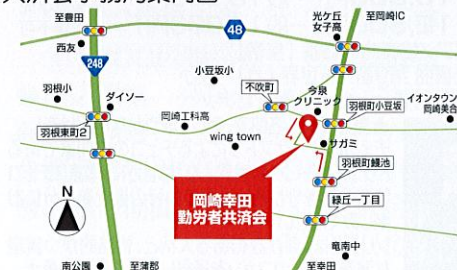 至豊田
西友
248
48
光ケ丘
女子高
至岡崎IC
小豆坂小
不吹町
今泉
クリニック
羽根町小豆坂
イオンタウン
岡崎美合
羽根小
ダイソー
岡崎工科高
羽根東町2
wing town
サガミ
羽根町鰻池
岡崎幸田
勤労者共済会
緑丘一丁目
N
竜南中
南公園
至蒲郡
至幸田